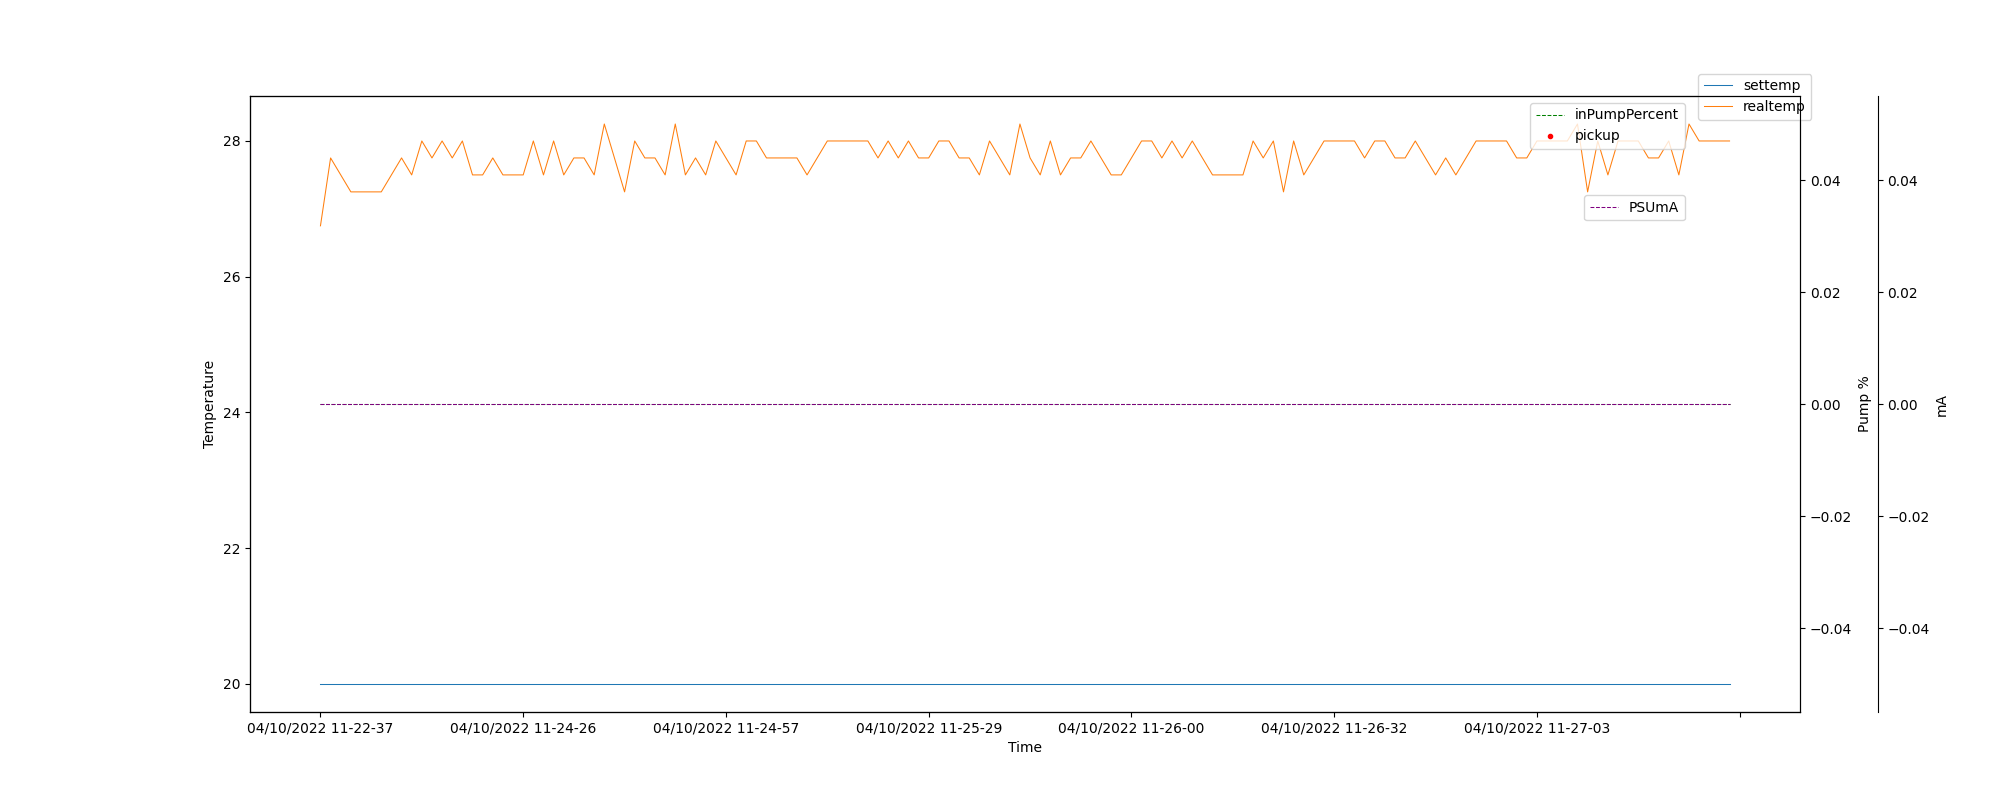 settemp
realtemp
inPumpPercent
pickup
PSUmA
28
26
24
22
20
Temperature
0.04
0.02
0.00
−0.02
−0.04
Pump %
0.04
0.02
0.00
−0.02
−0.04
mA
04/10/2022 11-22-37
04/10/2022 11-24-26
04/10/2022 11-24-57
04/10/2022 11-25-29
04/10/2022 11-26-00
04/10/2022 11-26-32
04/10/2022 11-27-03
Time